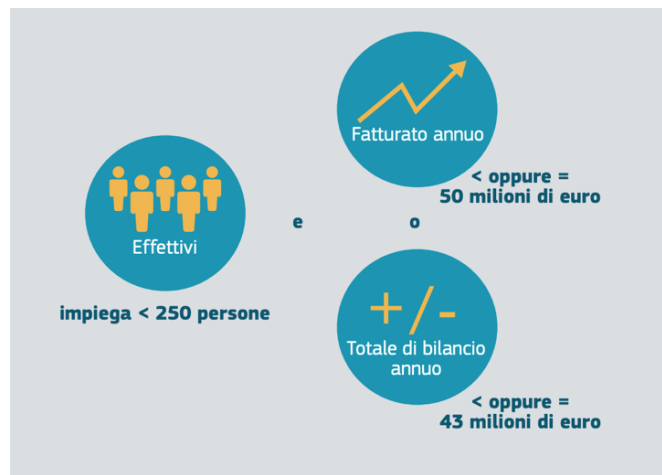 Effettivi
impiega < 250 persone
e
Fatturato annuo
< oppure =
50 milioni di euro
o
+/-
Totale di bilancio
annuo
< oppure =
43 milioni di euro